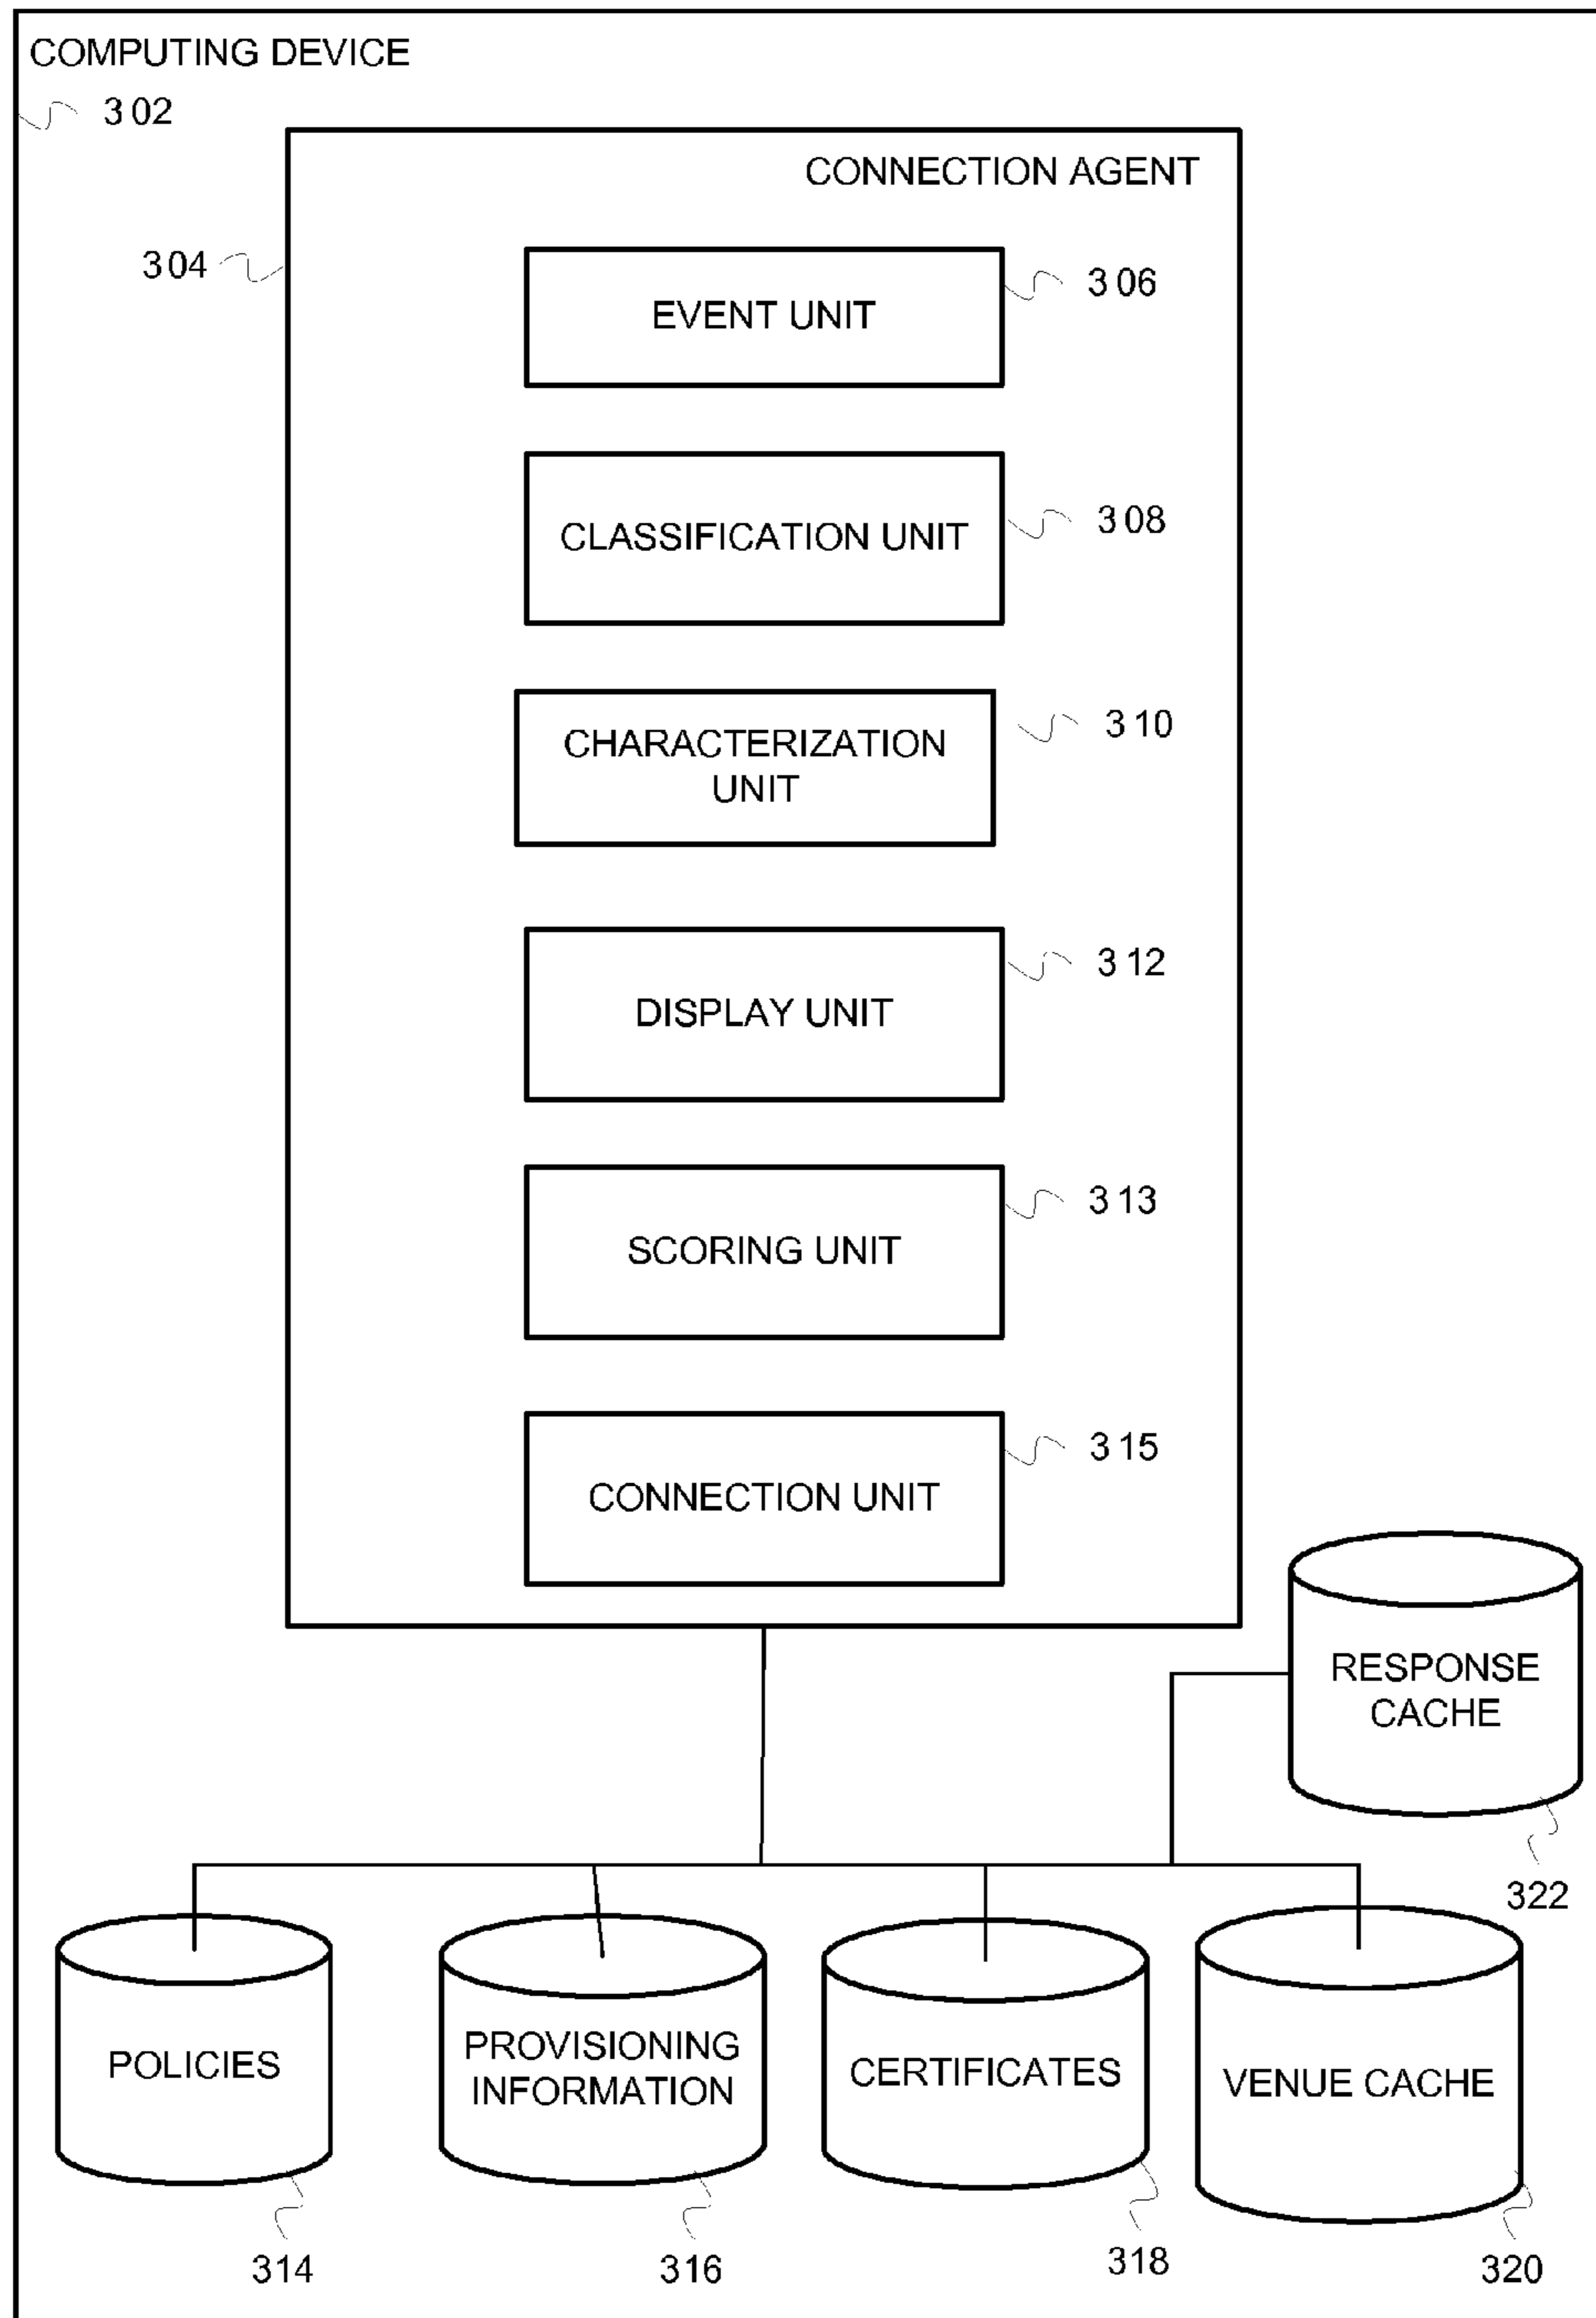 COMPUTING DEVICE
302
CONNECTION AGENT
304
306
EVENT UNIT
308
CLASSIFICATION UNIT
310
CHARACTERIZATION
UNIT
312
DISPLAY UNIT
313
SCORING UNIT
315
CONNECTION UNIT
RESPONSE
CACHE
322
POLICIES
PROVISIONING
INFORMATION
CERTIFICATES
VENUE CACHE
314
316
318
320